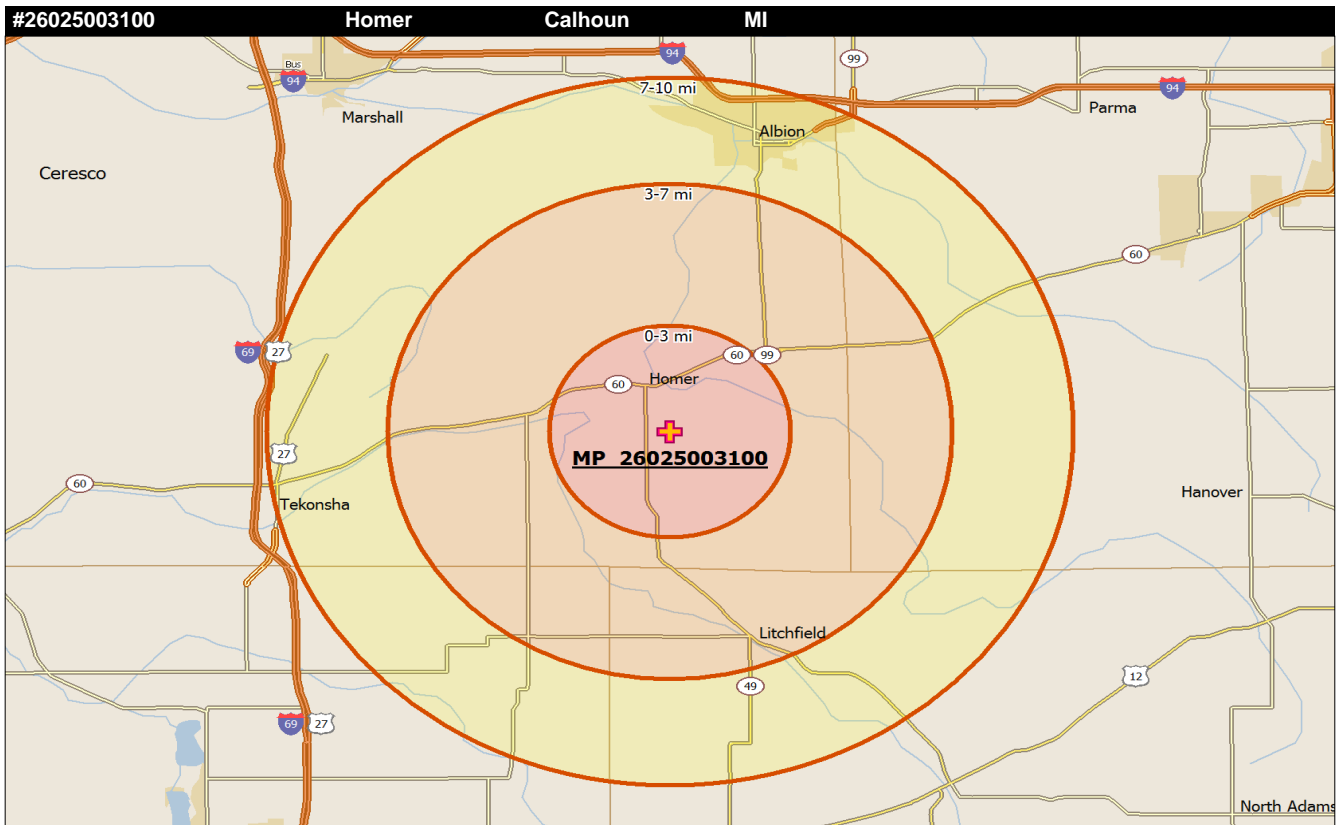 #26025003100 Homer Calhoun MI
94
99
Bus
94
7-10 mi
94
Parma
Marshall
Albion
Ceresco
3-7 mi
60
0-3 mi
69 27
60 99
Homer
60
27
MP 26025003100
60
Hanover
Tekonsha
Litchfield
12
49
69 27
North Adams